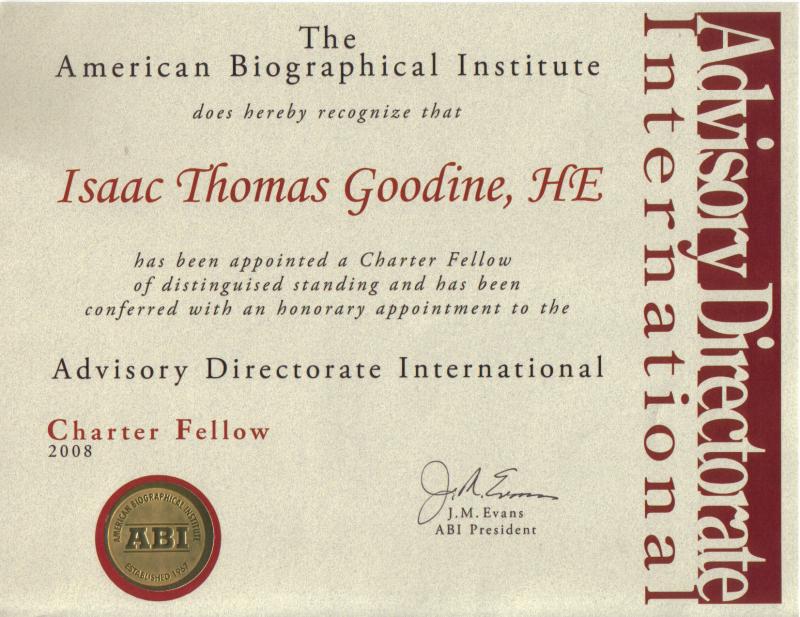 The
American Biographical Institute
does hereby recognize that
Isaac Thomas Goodine, HE
has been appointed a Charter Fellow
of distinguised standing and has been
conferred with an honorary appointment to the
Advisory Directorate International
Charter Fellow
2008
AMERICAN BIOGRAPHICAL INSTITUTE
ABI
ESTABLISHED 1967
J. M. Evans
J.M. Evans
ABI President
Advisory Directorate
International